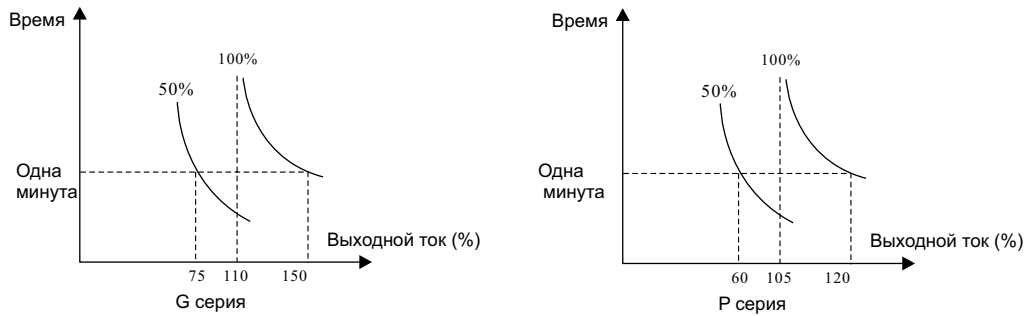 Время
100%
50%
Одна
минута
Выходной ток (%)
75 110 150
G серия
Время
100%
50%
Одна
минута
Выходной ток (%)
60 105 120
P серия